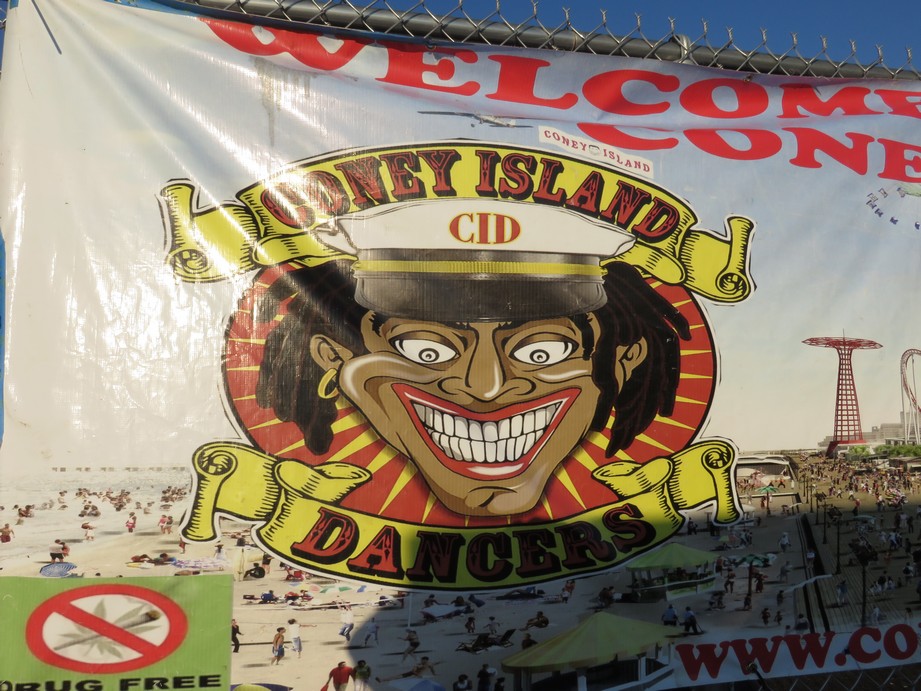 WELCOME
CONE
CONEY ISLAND
CONEY ISLAND
CID
DANCERS
WWW.CO
DRUG FREE